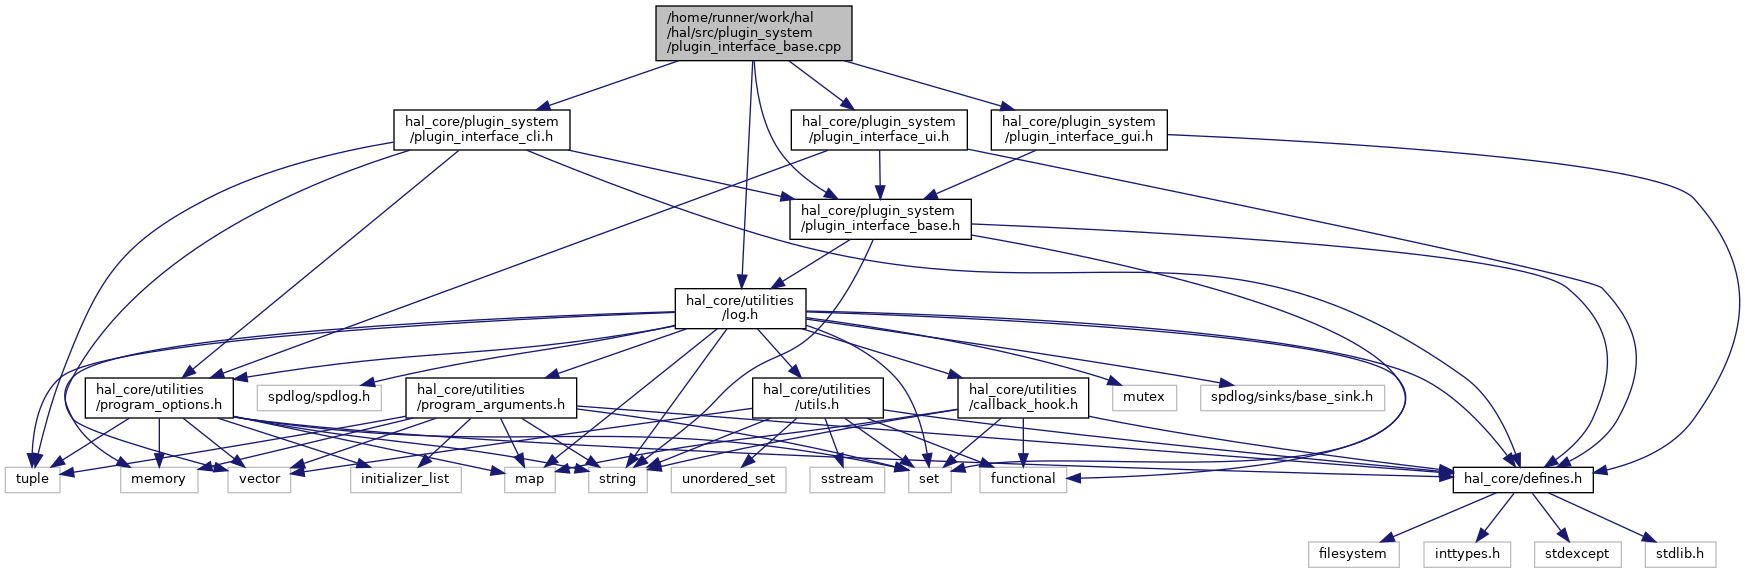 /home/runner/work/hal
/hal/src/plugin_system
/plugin_interface_base.cpp
hal_core/plugin_system
/plugin_interface_cli.h
hal_core/plugin_system
/plugin_interface_ui.h
hal_core/plugin_system
/plugin_interface_gui.h
hal_core/plugin_system
/plugin_interface_base.h
hal_core/utilities
/log.h
hal_core/utilities
/program_options.h
spdlog/spdlog.h
hal_core/utilities
/program_arguments.h
hal_core/utilities
/utils.h
hal_core/utilities
/callback_hook.h
mutex
spdlog/sinks/base_sink.h
tuple
memory
vector
initializer_list
map
string
unordered_set
sstream
set
functional
hal_core/defines.h
filesystem
inttypes.h
stdexcept
stdlib.h